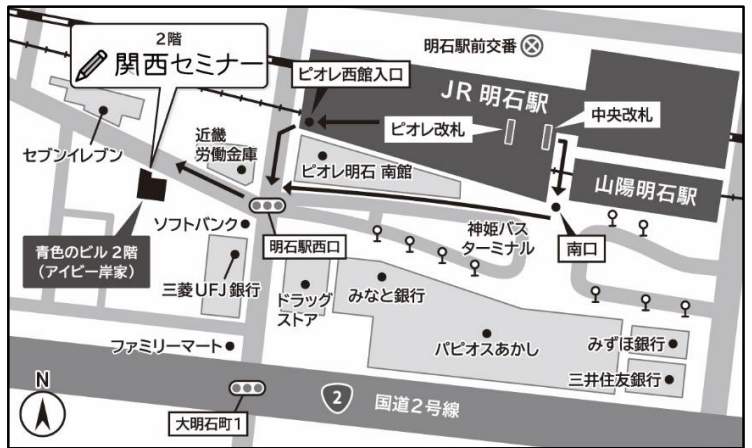 2階
関西セミナー
明石駅前交番
ピオレ西館入口
JR 明石駅
中央改札
ピオレ改札
セブンイレブン
近畿
労働金庫
ピオレ明石 南館
山陽明石駅
青色のビル 2階
(アイビー岸家)
ソフトバンク
明石駅西口
神姫バス
ターミナル
南口
三菱UFJ銀行
ドラッグ
ストア
みなと銀行
ファミリーマート
パピオスあかし
みずほ銀行
三井住友銀行
N
大明石町1
2
国道2号線